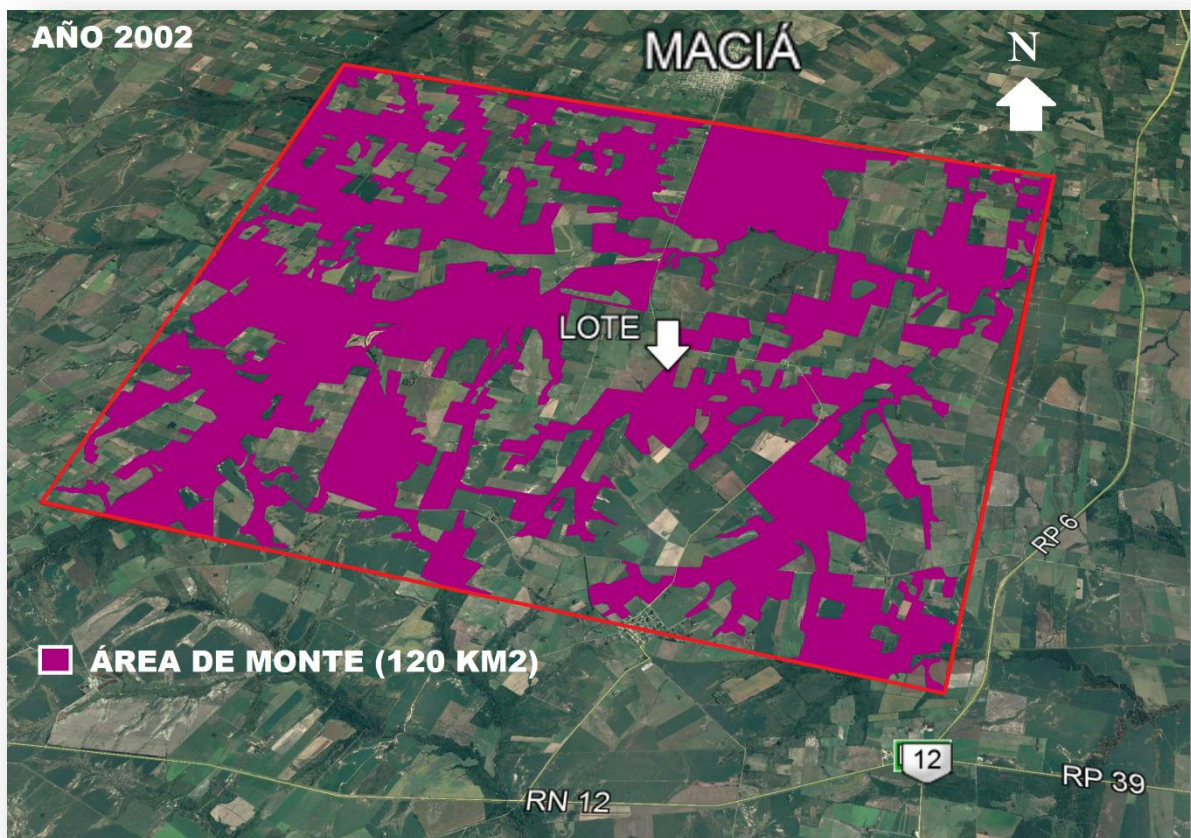 AÑO 2002
MACIÁ
N
LOTE
RP 6
ÁREA DE MONTE (120 KM2)
12
RN 12
RP 39